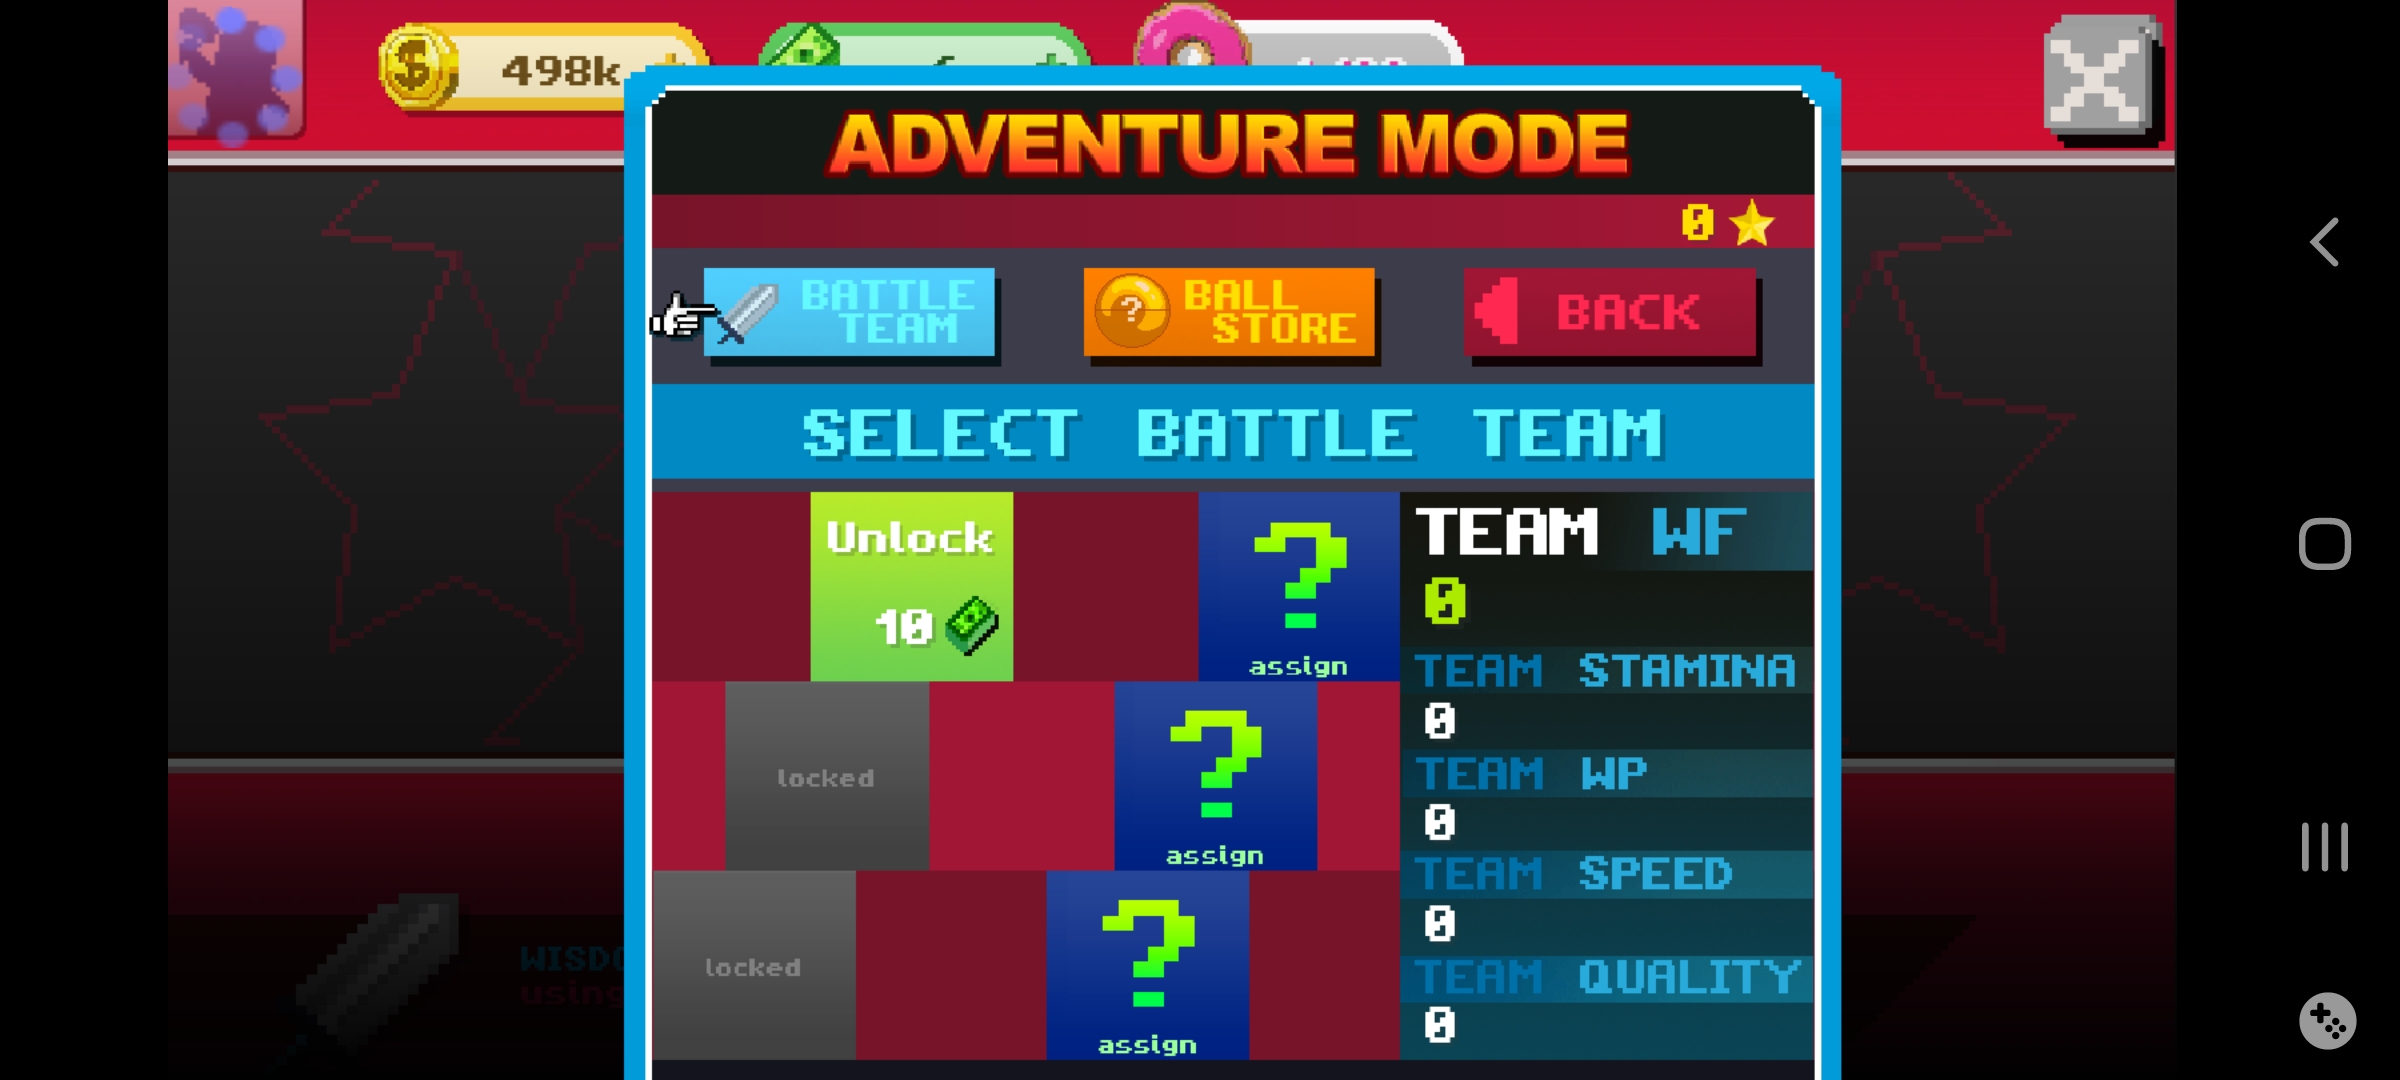 498k
ADVENTURE MODE
0
BATTLE TEAM
BALL STORE
BACK
SELECT BATTLE TEAM
Unlock
10
assign
TEAM WF
0
TEAM STAMINA
0
locked
assign
TEAM WP
0
TEAM SPEED
0
locked
assign
TEAM QUALITY
0
using